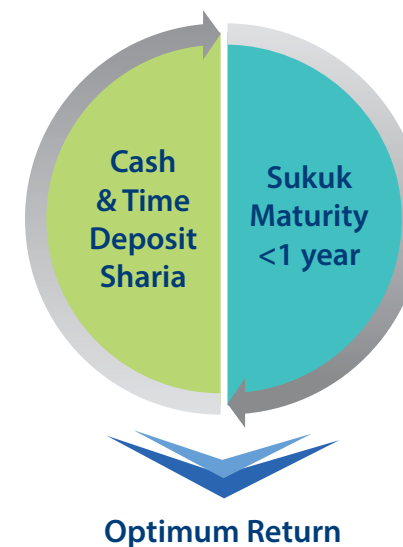 Cash
& Time
Deposit
Sharia
Sukuk
Maturity
<1 year
Optimum Return